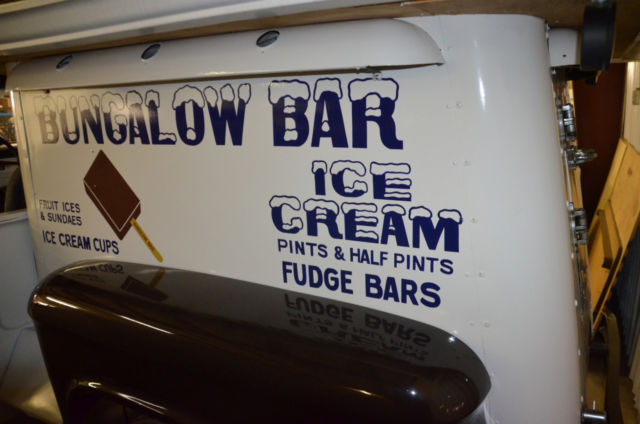 BUNGALOW BAR
FRUIT ICES
& SUNDAES
ICE CREAM CUPS
ICE
CREAM
PINTS & HALF PINTS
FUDGE BARS